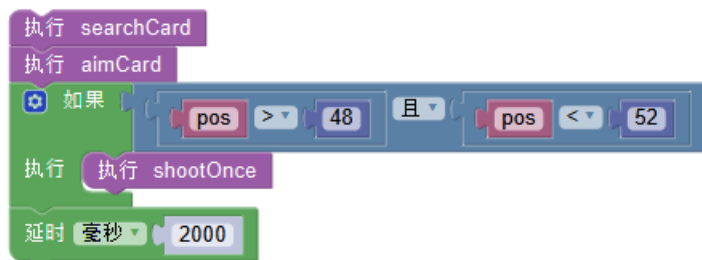 执行 searchCard
执行 aimCard
如果 pos > 48 且 pos < 52
执行 执行 shootOnce
延时 毫秒 2000